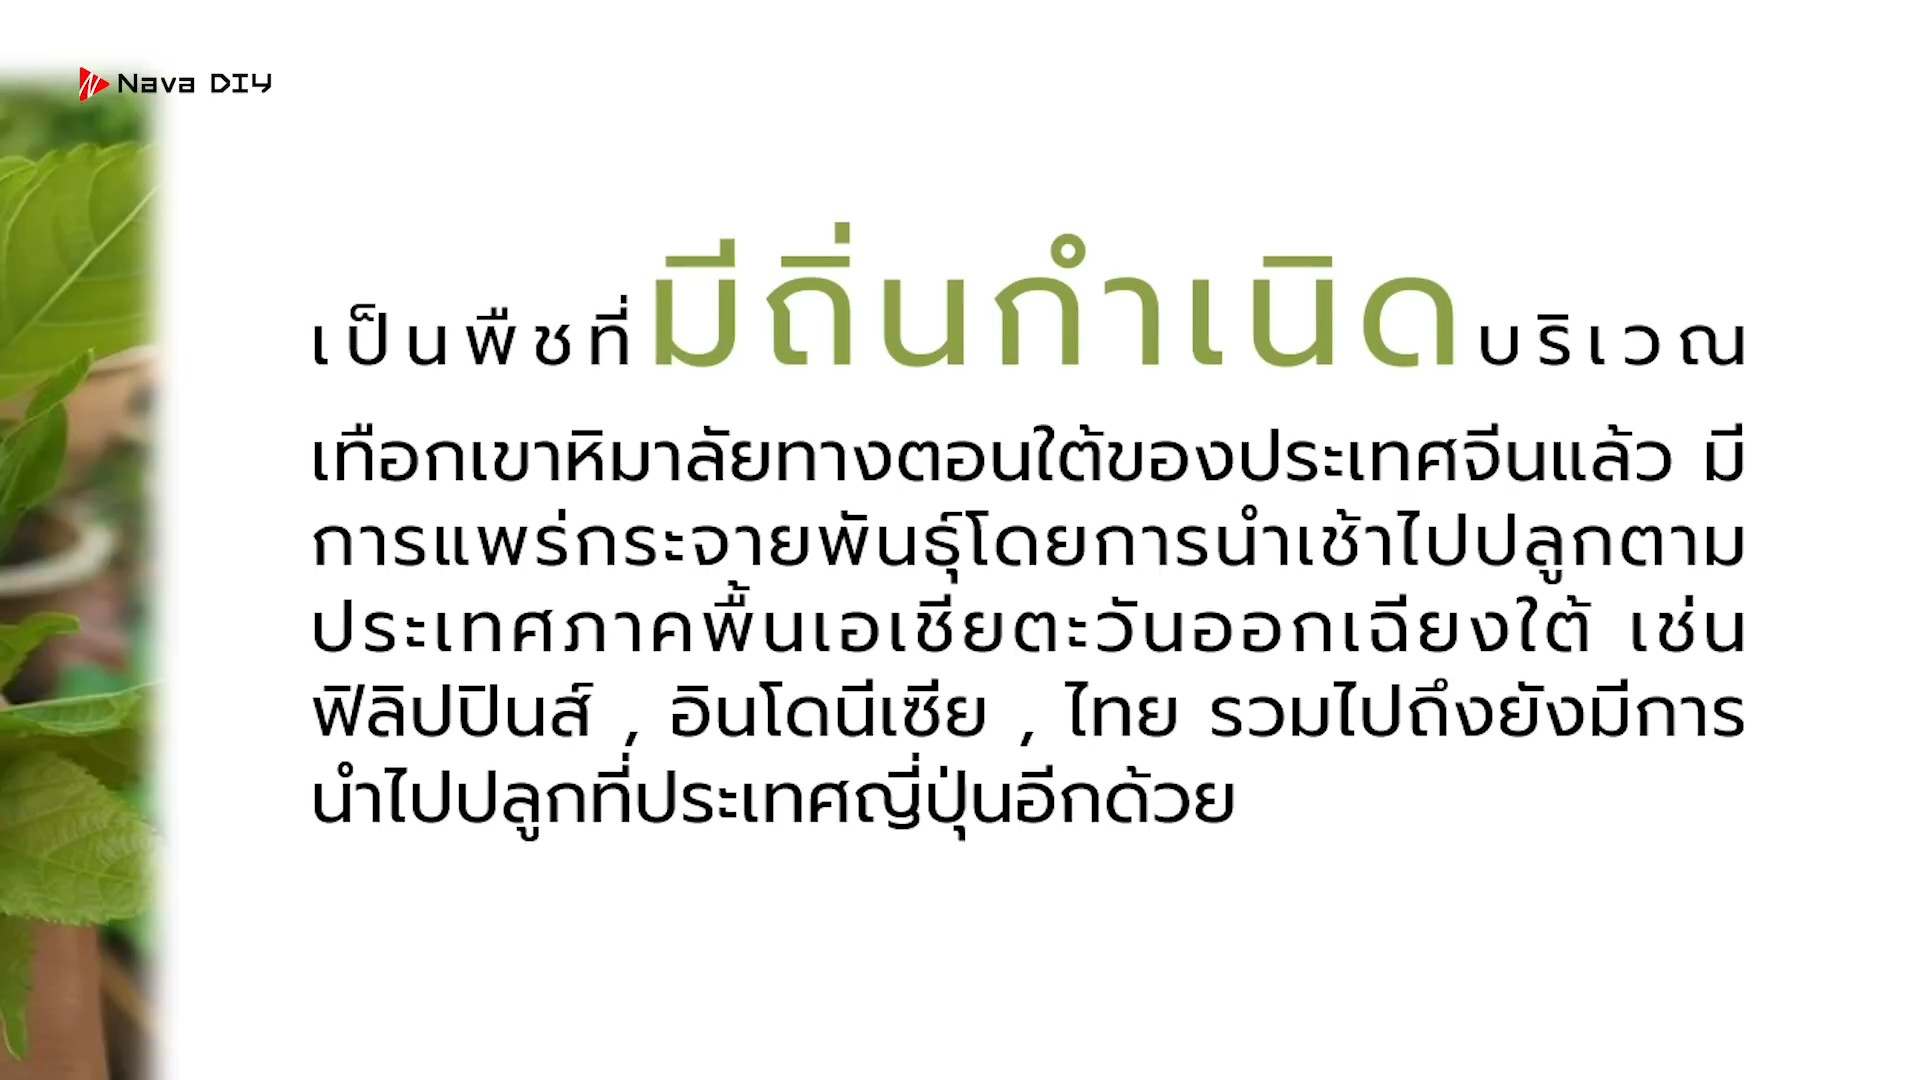 Nava DIY
เป็นพืชที่มีถิ่นกำเนิดบริเวณ
เทือกเขาหิมาลัยทางตอนใต้ของประเทศจีนแล้ว มี
การแพร่กระจายพันธุ์โดยการนำเช้าไปปลูกตาม
ประเทศภาคพื้นเอเชียตะวันออกเฉียงใต้ เช่น
ฟิลิปปินส์ , อินโดนีเซีย , ไทย รวมไปถึงยังมีการ
นำไปปลูกที่ประเทศญี่ปุ่นอีกด้วย